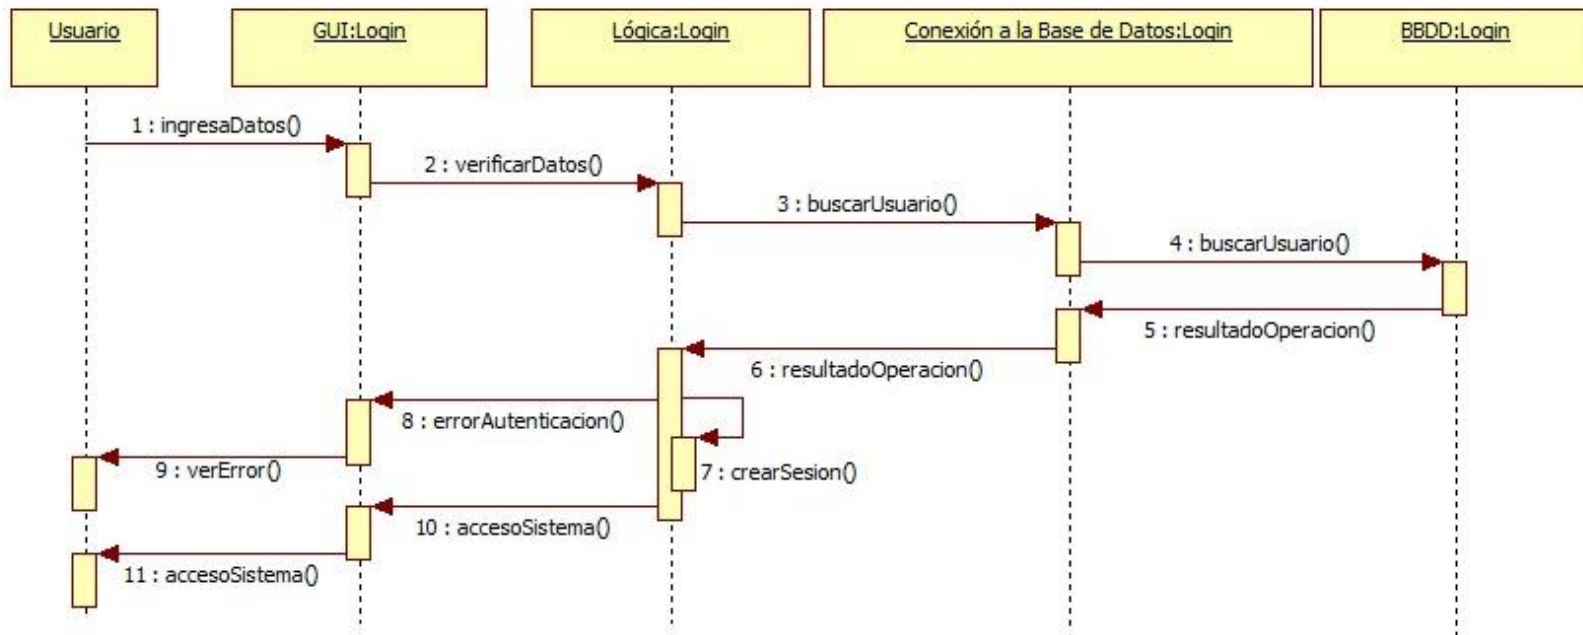 Usuario
GUI:Login
Lógica:Login
Conexión a la Base de Datos:Login
BBDD:Login
1 : ingresaDatos()
2 : verificarDatos()
3 : buscarUsuario()
4 : buscarUsuario()
5 : resultadoOperacion()
6 : resultadoOperacion()
8 : errorAutenticacion()
9 : verError()
7 : crearSesion()
10 : accesoSistema()
11 : accesoSistema()